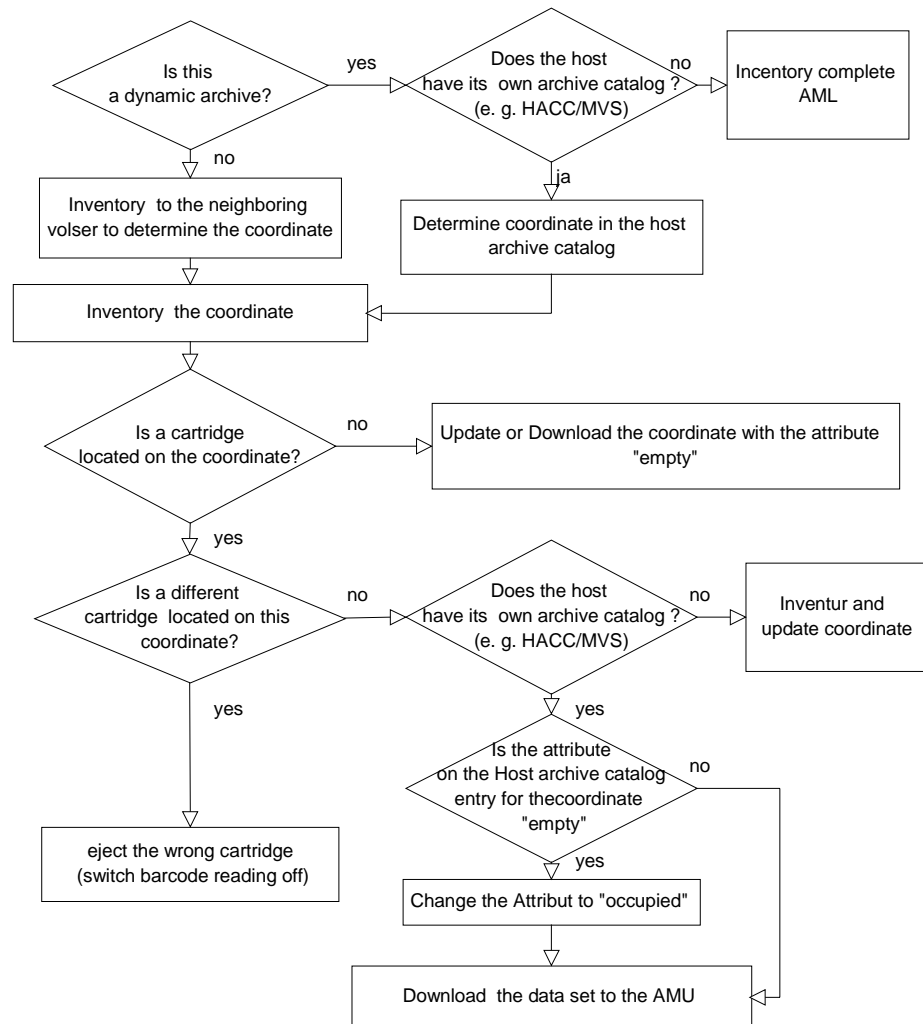 Is this
a dynamic archive?
yes
Does the host
have its own archive catalog ?
(e. g. HACC/MVS)
no
Incentory complete
AML
no
ja
Inventory to the neighboring
volser to determine the coordinate
Determine coordinate in the host
archive catalog
Inventory the coordinate
Is a cartridge
located on the coordinate?
no
Update or Download the coordinate with the attribute
"empty"
yes
Is a different
cartridge located on this
coordinate?
no
Does the host
have its own archive catalog ?
(e. g. HACC/MVS)
no
Inventur and
update coordinate
yes
yes
Is the attribute
on the Host archive catalog
entry for thecoordinate
"empty"
no
eject the wrong cartridge
(switch barcode reading off)
yes
Change the Attribut to "occupied"
Download the data set to the AMU